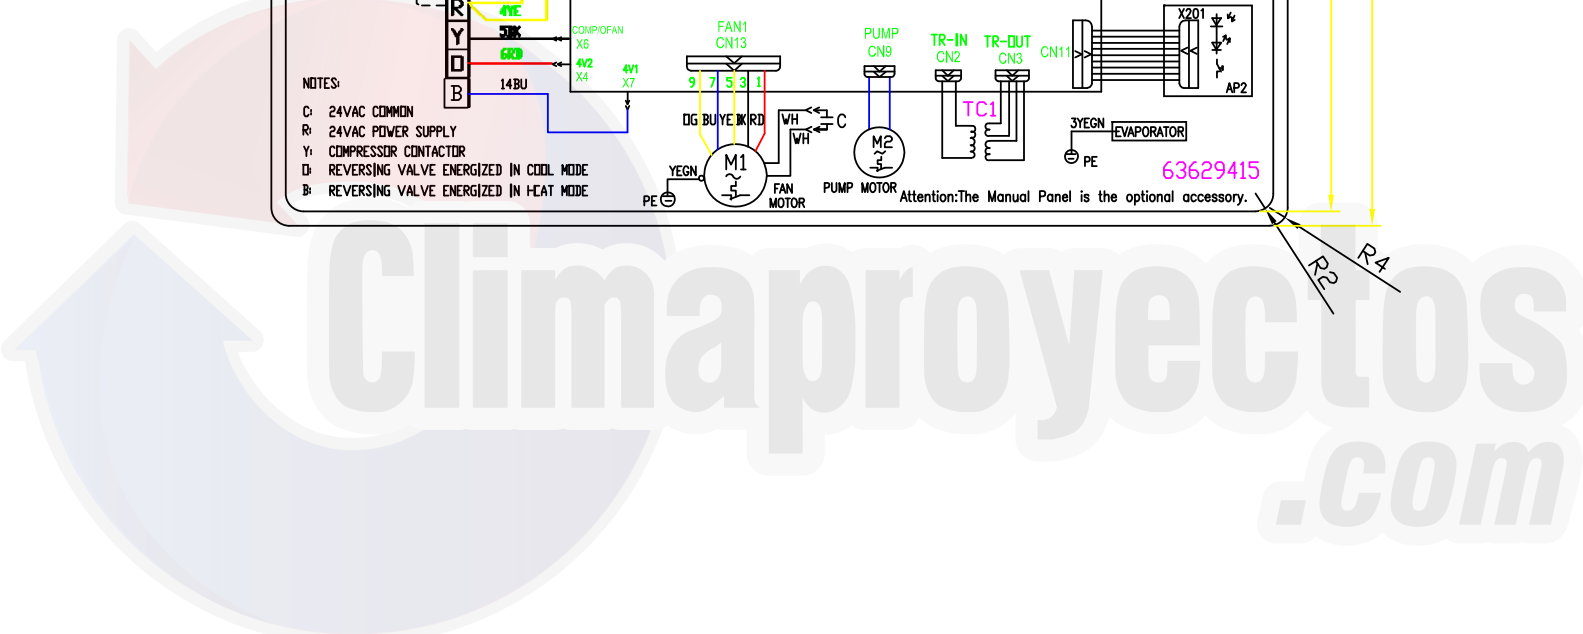 R 4YE
Y 5BK COMP/OFAN X6
O 6RD 4V2 X4 4V1 X7
B 14BU
FAN1
CN13
9 7 5 3 1
OG BU YE BK RD
PUMP
CN9
TR-IN
CN2
TR-OUT
CN3
CN11
X201
AP2
TC1
WH
WH
C
M1
M2
YEGN
PE
FAN
MOTOR
PUMP MOTOR
3YEGN EVAPORATOR
PE
63629415
NOTES:
C: 24VAC COMMON
R: 24VAC POWER SUPPLY
Y: COMPRESSOR CONTACTOR
O: REVERSING VALVE ENERGIZED IN COOL MODE
B: REVERSING VALVE ENERGIZED IN HEAT MODE
Attention:The Manual Panel is the optional accessory.
R2
R4
Climaproyectos
.com